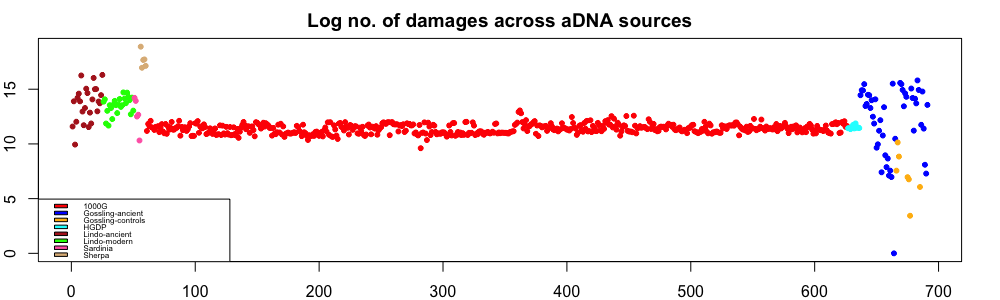 Log no. of damages across aDNA sources
15
10
5
0
1000G
Gossling-ancient
Gossling-controls
HGDP
Lindo-ancient
Lindo-modern
Sardinia
Sherpa
0 100 200 300 400 500 600 700